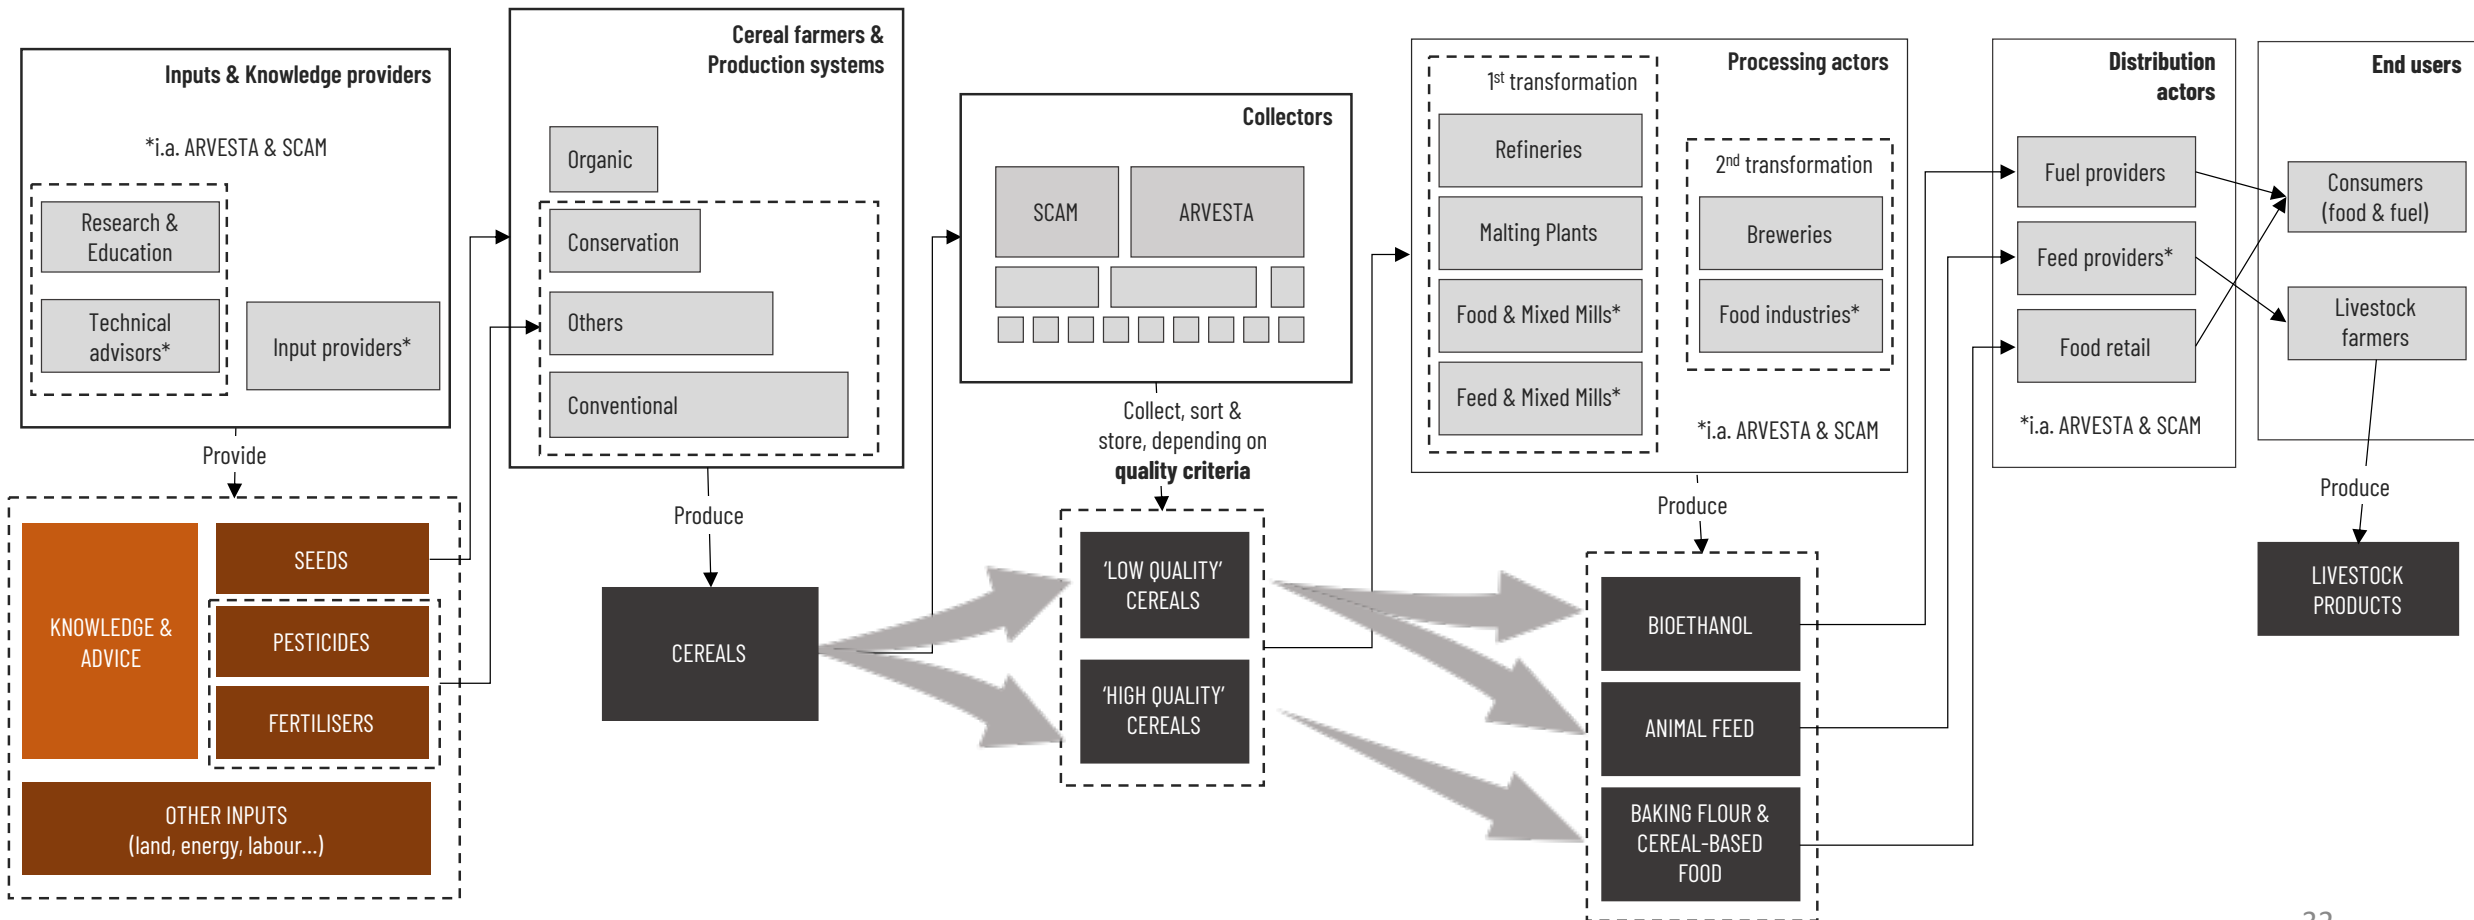 Inputs & Knowledge providers
*i.a. ARVESTA & SCAM
Research &
Education
Technical
advisors*
Input providers*
Provide
KNOWLEDGE &
ADVICE
SEEDS
PESTICIDES
FERTILISERS
OTHER INPUTS
(land, energy, labour...)
Cereal farmers &
Production systems
Organic
Conservation
Others
Conventional
Produce
CEREALS
Collectors
SCAM
ARVESTA
Collect, sort &
store, depending on
quality criteria
'LOW QUALITY'
CEREALS
'HIGH QUALITY'
CEREALS
Processing actors
1st transformation
Refineries
Malting Plants
Food & Mixed Mills*
Feed & Mixed Mills*
2nd transformation
Breweries
Food industries*
*i.a. ARVESTA & SCAM
Produce
BIOETHANOL
ANIMAL FEED
BAKING FLOUR &
CEREAL-BASED
FOOD
Distribution
actors
Fuel providers
Feed providers*
Food retail
*i.a. ARVESTA & SCAM
End users
Consumers
(food & fuel)
Livestock
farmers
Produce
LIVESTOCK
PRODUCTS